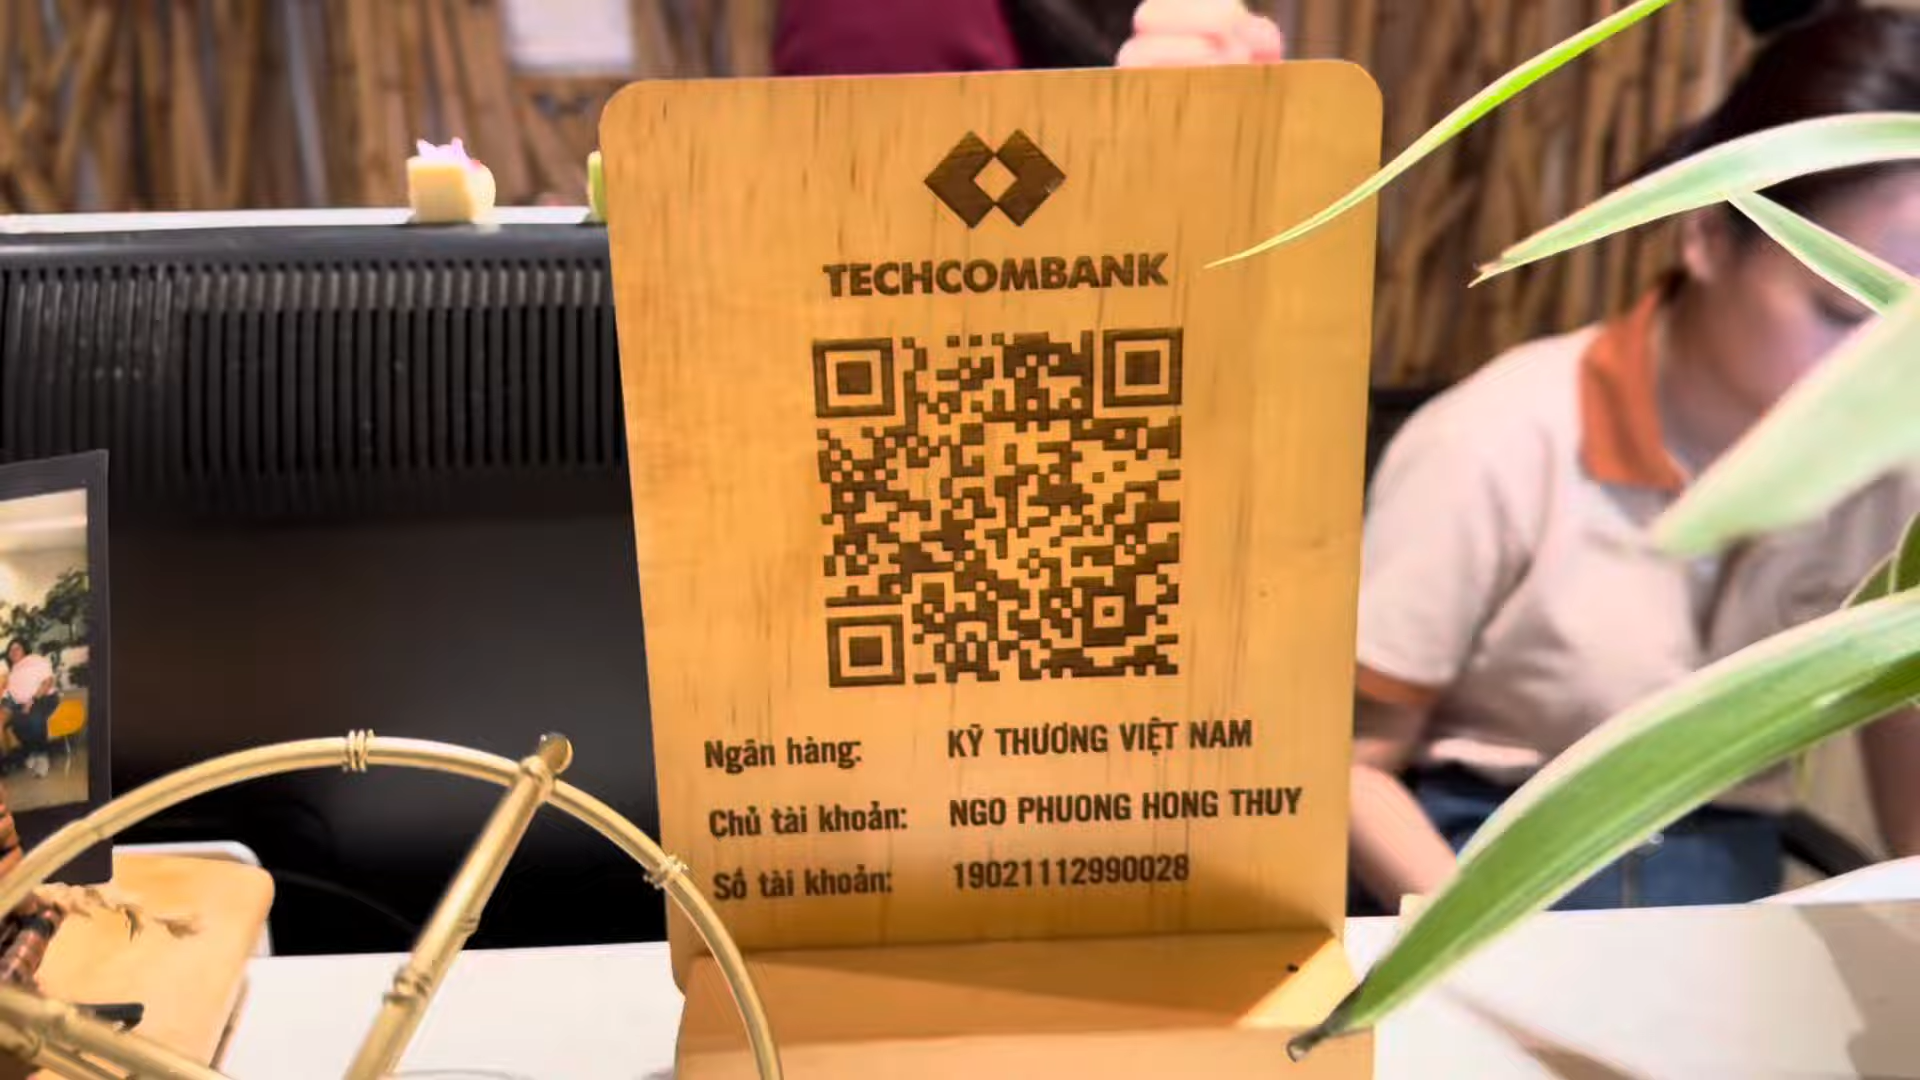 TECHCOMBANK
Ngân hàng: KỸ THƯƠNG VIỆT NAM
Chủ tài khoản: NGO PHUONG HONG THUY
Số tài khoản: 19021112990028